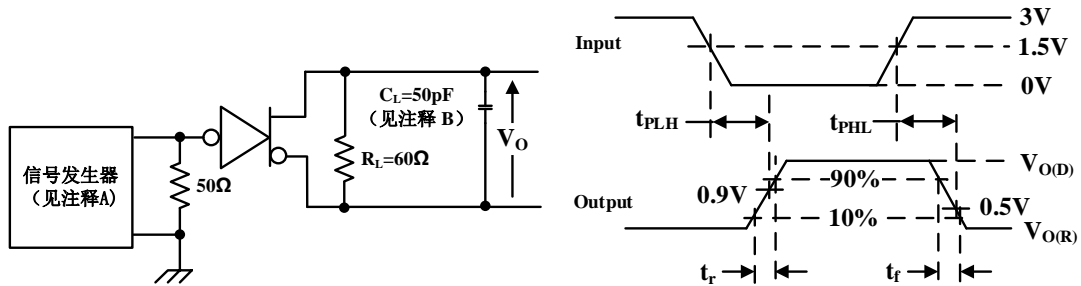 信号发生器
（见注释A)
50Ω
C_L=50pF
（见注释 B）
R_L=60Ω
V_O
Input
3V
1.5V
0V
t_PLH
t_PHL
V_O(D)
90%
0.9V
Output
0.5V
10%
V_O(R)
t_r
t_f